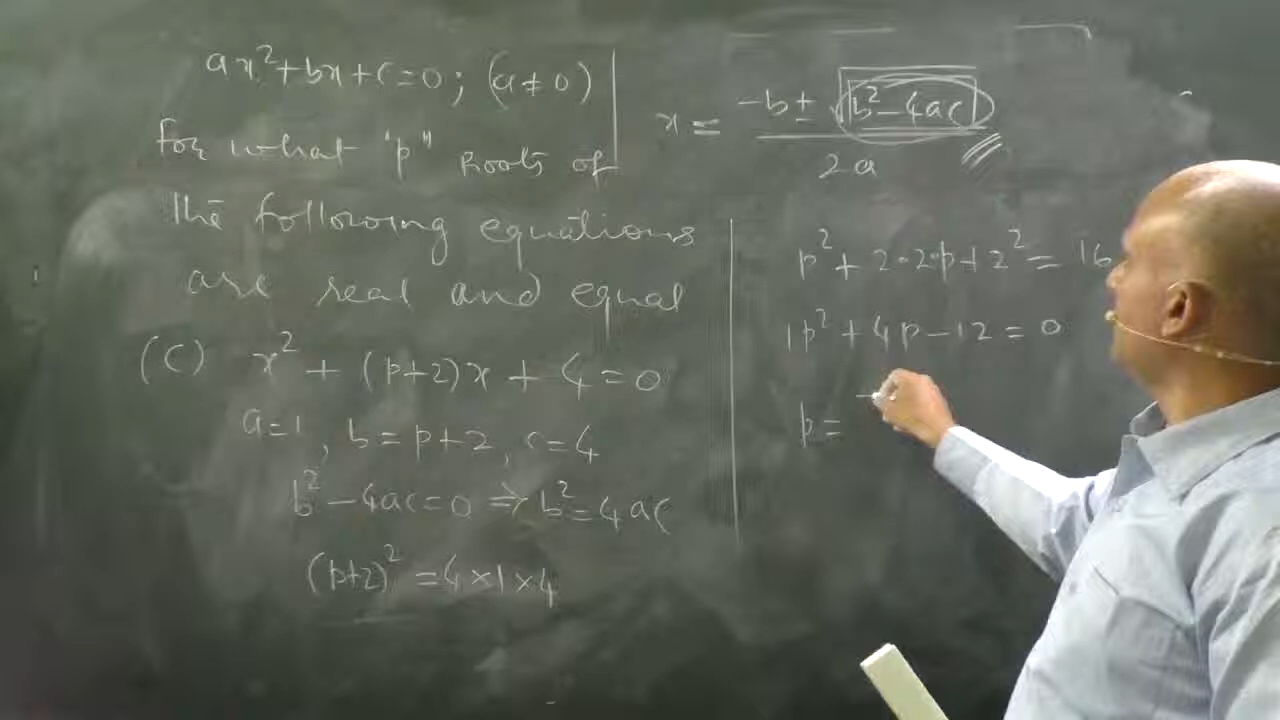 ax²+bx+c=0; (a≠0)
for what "p" roots of
the following equations
are real and equal
(C) x² + (p+2)x + 4=0
a=1, b=p+2, c=4
b²-4ac=0 ⇒ b²=4ac
(p+2)² =4×1×4
x = (-b±√(b²-4ac))/2a
p²+2·2·p+2²=16
1p²+4p-12=0
p= -